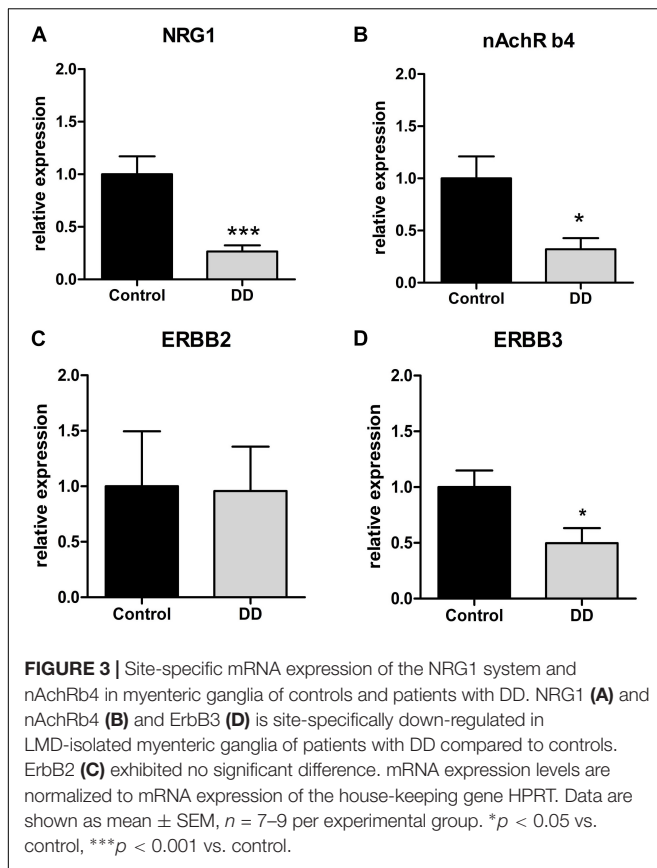 A
NRG1
relative expression
2.0
1.5
1.0
0.5
0.0
***
Control
DD
B
nAchR b4
relative expression
2.0
1.5
1.0
0.5
0.0
*
Control
DD
C
ERBB2
relative expression
2.0
1.5
1.0
0.5
0.0
Control
DD
D
ERBB3
relative expression
2.0
1.5
1.0
0.5
0.0
*
Control
DD
FIGURE 3 | Site-specific mRNA expression of the NRG1 system and
nAchRb4 in myenteric ganglia of controls and patients with DD. NRG1 (A) and
nAchRb4 (B) and ErbB3 (D) is site-specifically down-regulated in
LMD-isolated myenteric ganglia of patients with DD compared to controls.
ErbB2 (C) exhibited no significant difference. mRNA expression levels are
normalized to mRNA expression of the house-keeping gene HPRT. Data are
shown as mean ± SEM, n = 7–9 per experimental group. *p < 0.05 vs.
control, ***p < 0.001 vs. control.